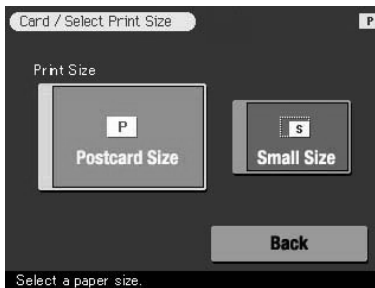 Card / Select Print Size
P
Print Size
P
Postcard Size
S
Small Size
Back
Select a paper size.